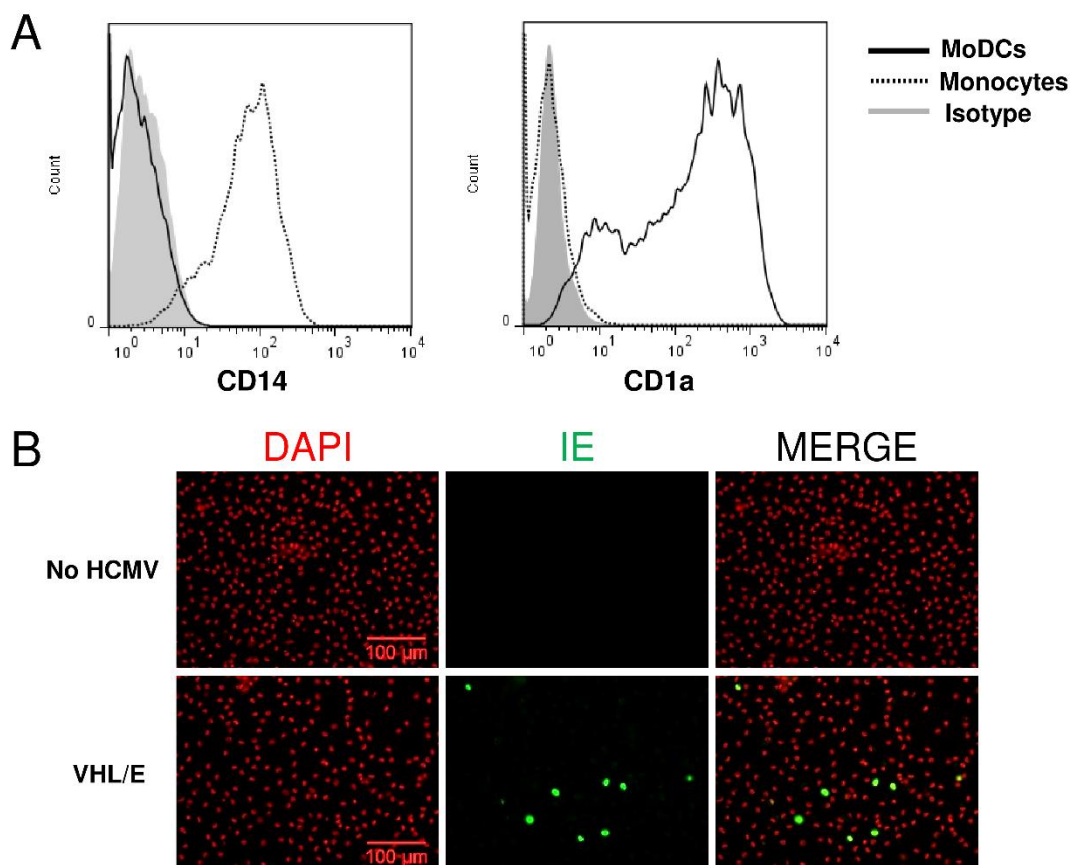 A
Count
0
10^0 10^1 10^2 10^3 10^4
CD14
Count
0
10^0 10^1 10^2 10^3 10^4
CD1a
MoDCs
Monocytes
Isotype
B
DAPI IE MERGE
No HCMV
100 µm
VHL/E
100 µm